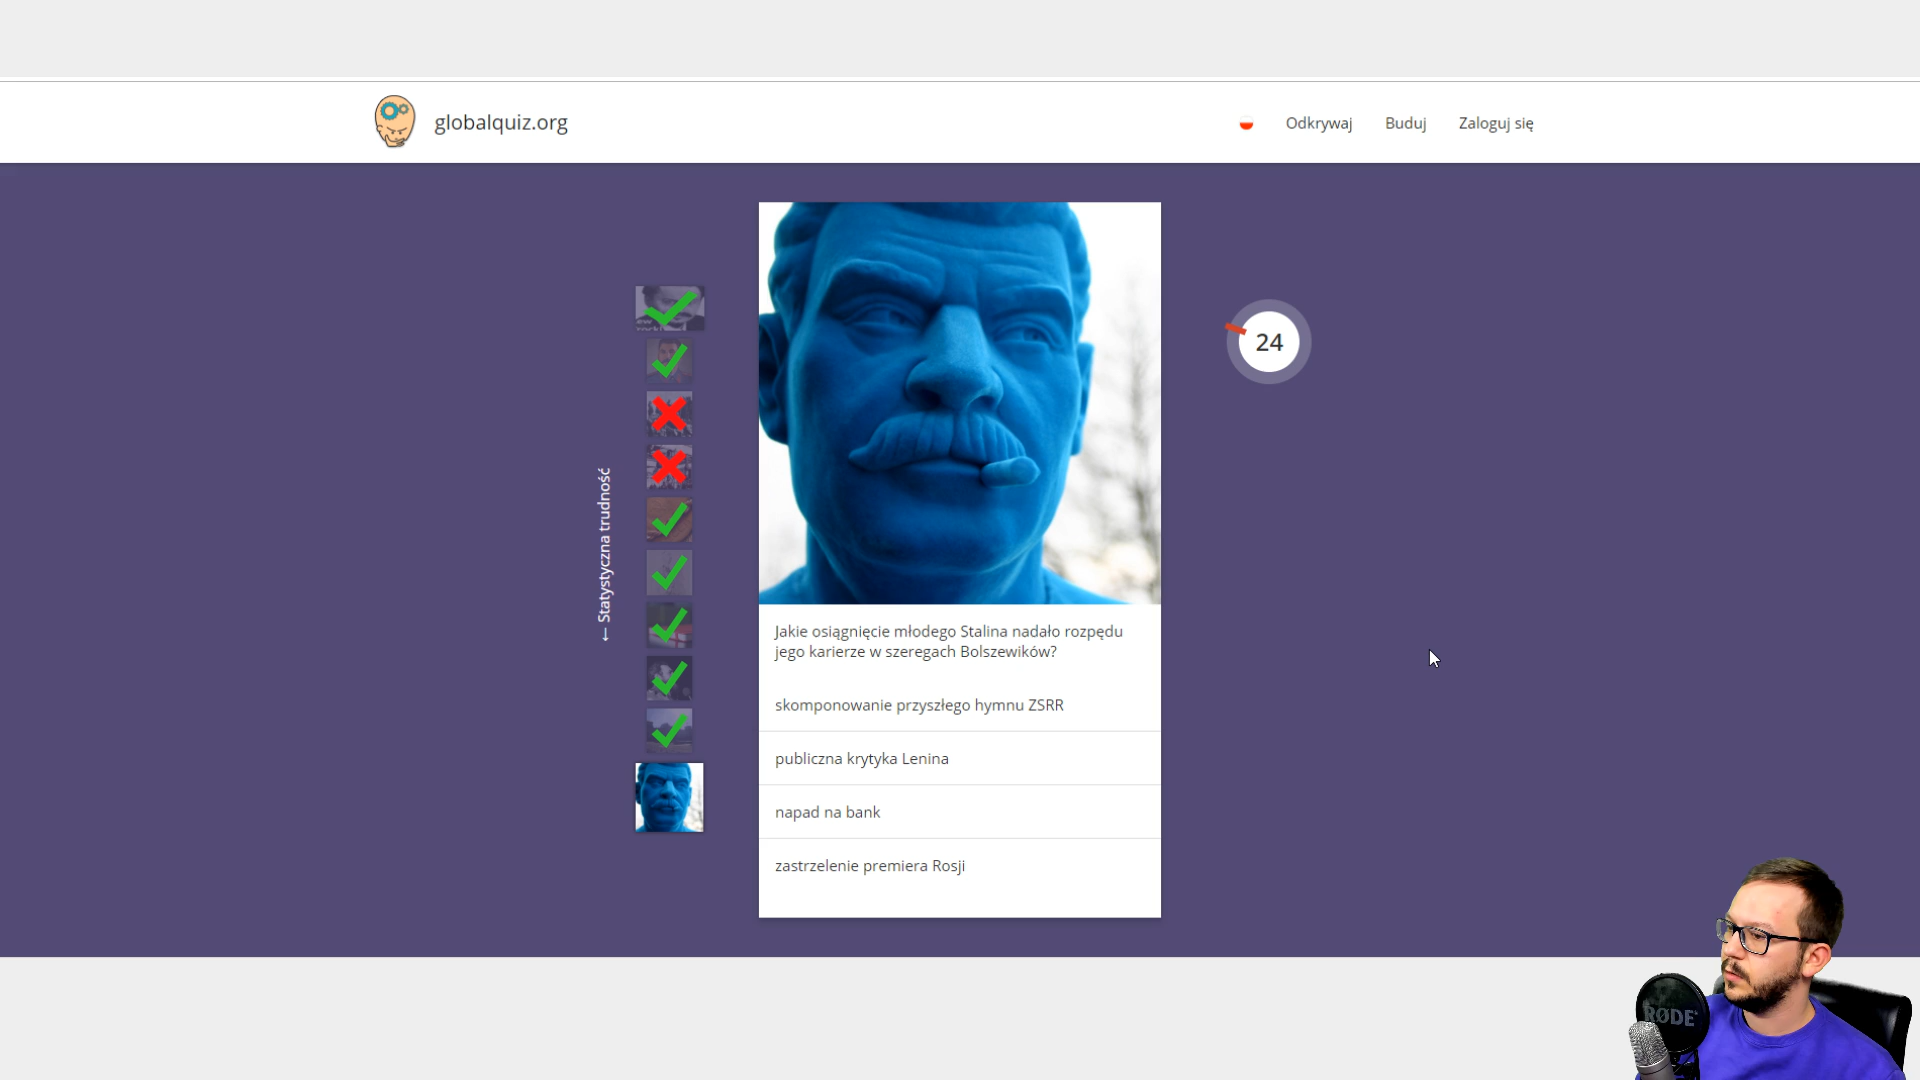 globalquiz.org
Odkrywaj
Buduj
Zaloguj się
← Statystyczna trudność
24
Jakie osiągnięcie młodego Stalina nadało rozpędu
jego karierze w szeregach Bolszewików?
skomponowanie przyszłego hymnu ZSRR
publiczna krytyka Lenina
napad na bank
zastrzelenie premiera Rosji
RØDE